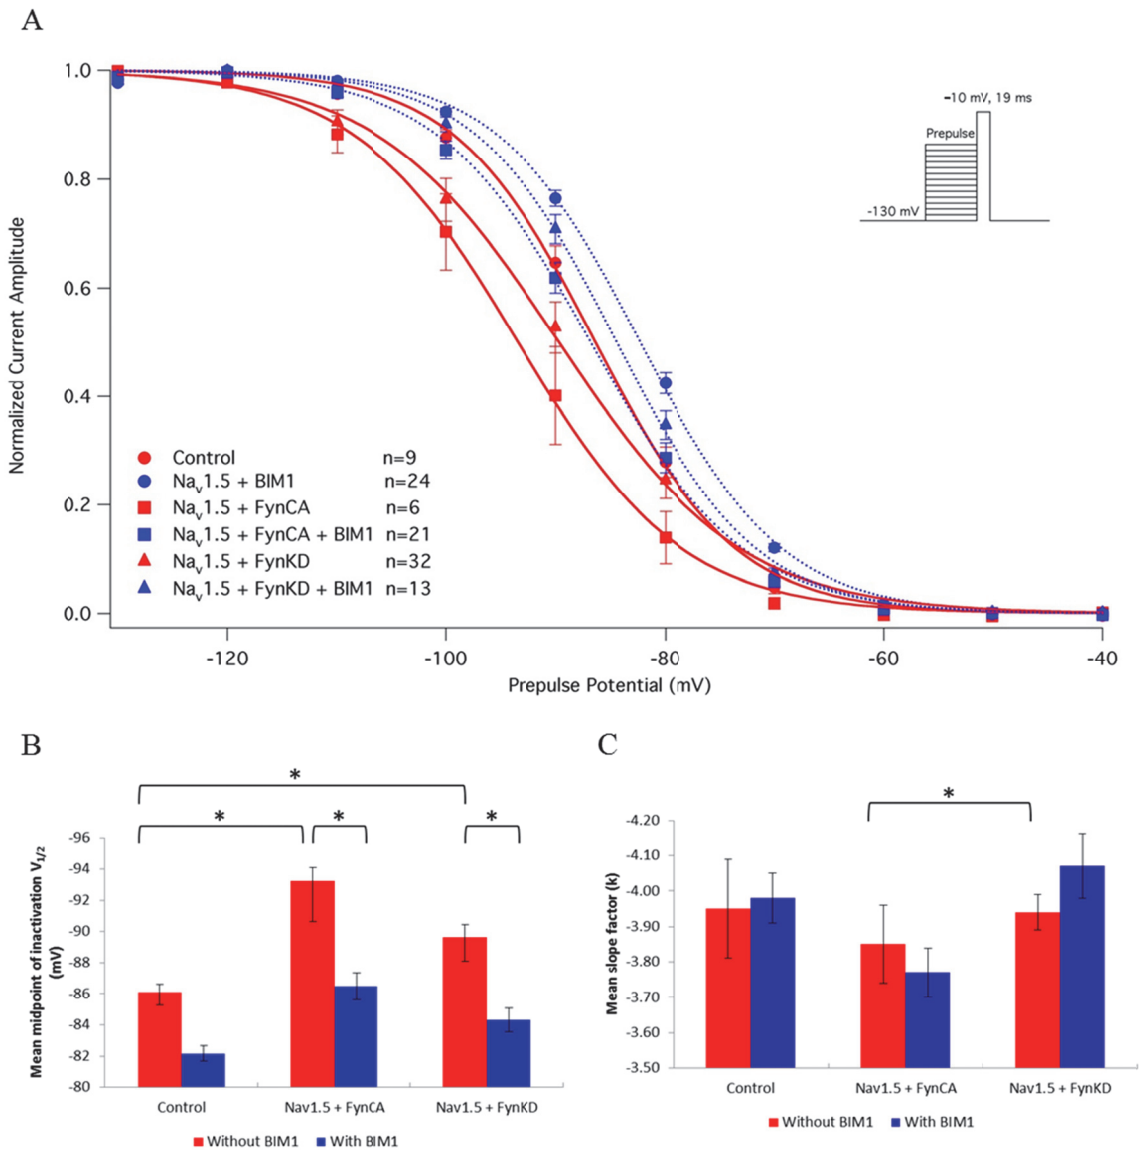 A
1.0
0.8
0.6
0.4
0.2
0.0
Normalized Current Amplitude
-10 mV, 19 ms
Prepulse
-130 mV
Control n=9
Nav1.5 + BIM1 n=24
Nav1.5 + FynCA n=6
Nav1.5 + FynCA + BIM1 n=21
Nav1.5 + FynKD n=32
Nav1.5 + FynKD + BIM1 n=13
-120
-100
-80
-60
-40
Prepulse Potential (mV)
B
*
*
*
*
-96
-94
-92
-90
-88
-86
-84
-82
-80
Mean midpoint of inactivation V1/2
(mV)
Control
Nav1.5 + FynCA
Nav1.5 + FynKD
Without BIM1
With BIM1
C
*
-4.20
-4.10
-4.00
-3.90
-3.80
-3.70
-3.60
-3.50
Mean slope factor (k)
Control
Nav1.5 + FynCA
Nav1.5 + FynKD
Without BIM1
With BIM1